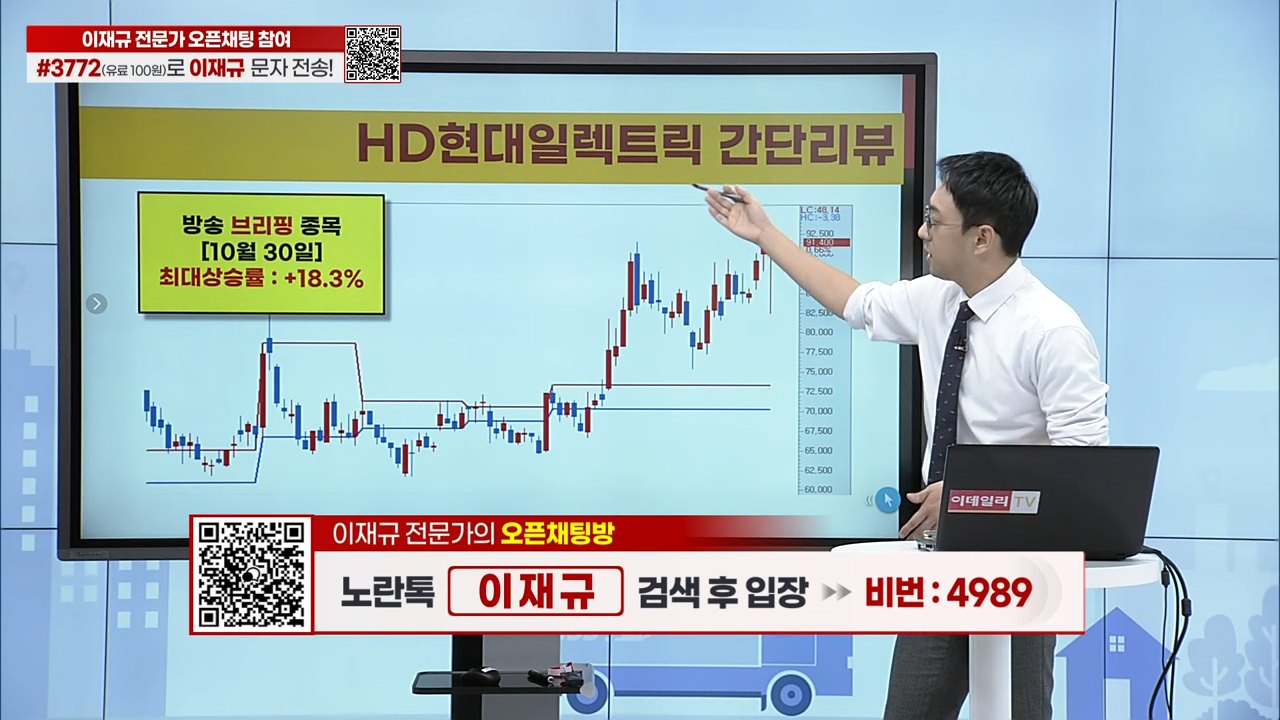 이재규 전문가 오픈채팅 참여
#3772(유료 100원)로 이재규 문자 전송!
HD현대일렉트릭 간단리뷰
방송 브리핑 종목
[10월 30일]
최대상승률 : +18.3%
LC:48.14
HC:-3.38
92,500
91,400
0.66%
82,500
80,000
77,500
75,000
72,500
70,000
67,500
65,000
62,500
60,000
이데일리 TV
이재규 전문가의 오픈채팅방
노란톡 이재규 검색 후 입장 비번 : 4989